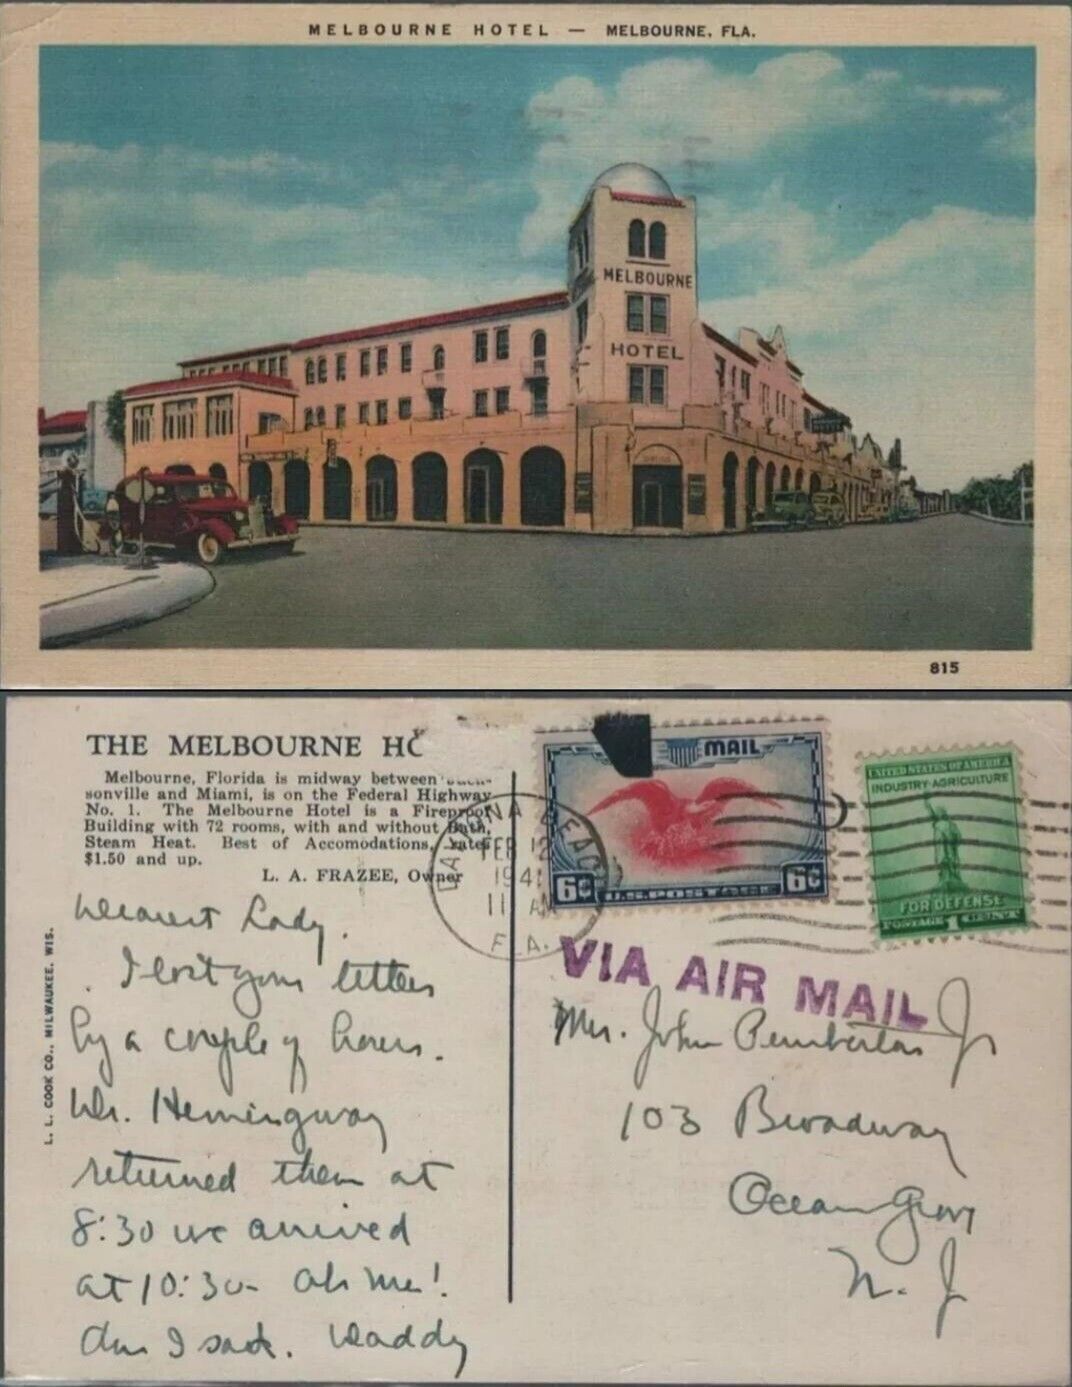 MELBOURNE HOTEL — MELBOURNE, FLA.
MELBOURNE
HOTEL
815
THE MELBOURNE HO
Melbourne, Florida is midway between
sonville and Miami, is on the Federal Highway
No. 1. The Melbourne Hotel is a Fireproof
Building with 72 rooms, with and without Bath,
Steam Heat. Best of Accomodations, rates
$1.50 and up.
L. A. FRAZEE, Owner
L. L. COOK CO., MILWAUKEE, WIS.
Dearest Lady.
I lost your letters
by a couple of hours.
Mr. Hemingway
returned them at
8:30 we arrived
at 10:30 - Ah me!
Am I sad. Daddy
DAYTONA BEACH
FEB 12
1941
11 AM
FLA.
MAIL
6¢ U.S. POSTAGE 6¢
UNITED STATES OF AMERICA
INDUSTRY-AGRICULTURE
FOR DEFENSE
POSTAGE 1 CENT
VIA AIR MAIL
Mrs. John Pemberton Jr
103 Broadway
Ocean Grove
N. J